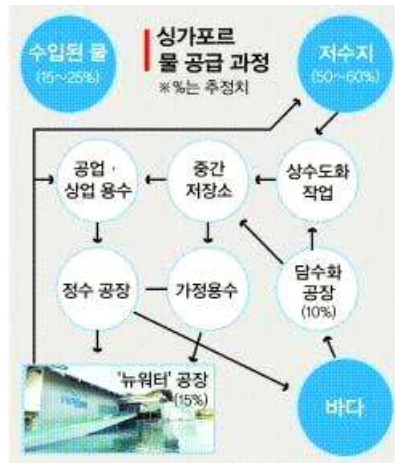 수입된 물
(15~25%)
싱가포르
물 공급 과정
※%는 추정치
저수지
(50~60%)
공업·
상업 용수
중간
저장소
상수도화
작업
정수 공장
가정용수
담수화
공장
(10%)
'뉴워터' 공장
(15%)
바다